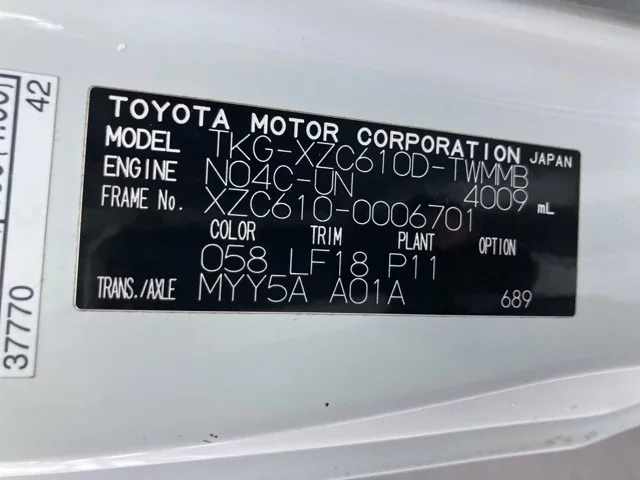 TOYOTA MOTOR CORPORATION JAPAN
MODEL TKG-XZC610D-TWMMB
ENGINE N04C-UN 4009 mL
FRAME No. XZC610-0006701
COLOR TRIM PLANT OPTION
058 LF18 P11
TRANS./AXLE MYY5A A01A 689
42
37770